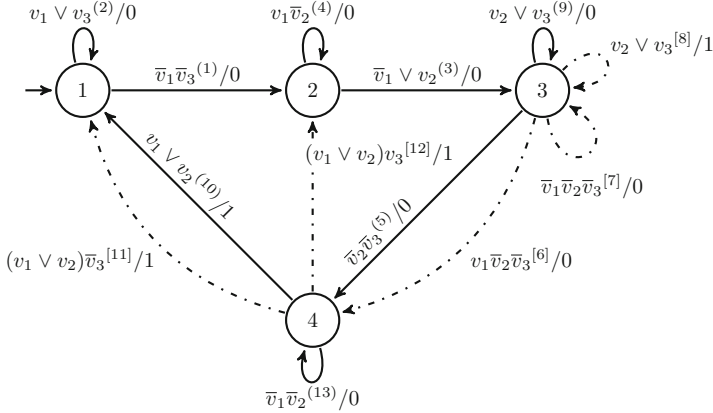 v₁ ∨ v₃⁽²⁾/0
v₁v̅₂⁽⁴⁾/0
v₂ ∨ v₃⁽⁹⁾/0
v₂ ∨ v₃[⁸]/1
1
v̅₁v̅₃⁽¹⁾/0
2
v̅₁ ∨ v₂⁽³⁾/0
3
v₁ ∨ v₂⁽¹⁰⁾/1
(v₁ ∨ v₂)v₃[¹²]/1
v̅₁v̅₂v̅₃[⁷]/0
v̅₂v̅₃⁽⁵⁾/0
(v₁ ∨ v₂)v̅₃[¹¹]/1
v₁v̅₂v̅₃[⁶]/0
4
v̅₁v̅₂⁽¹³⁾/0